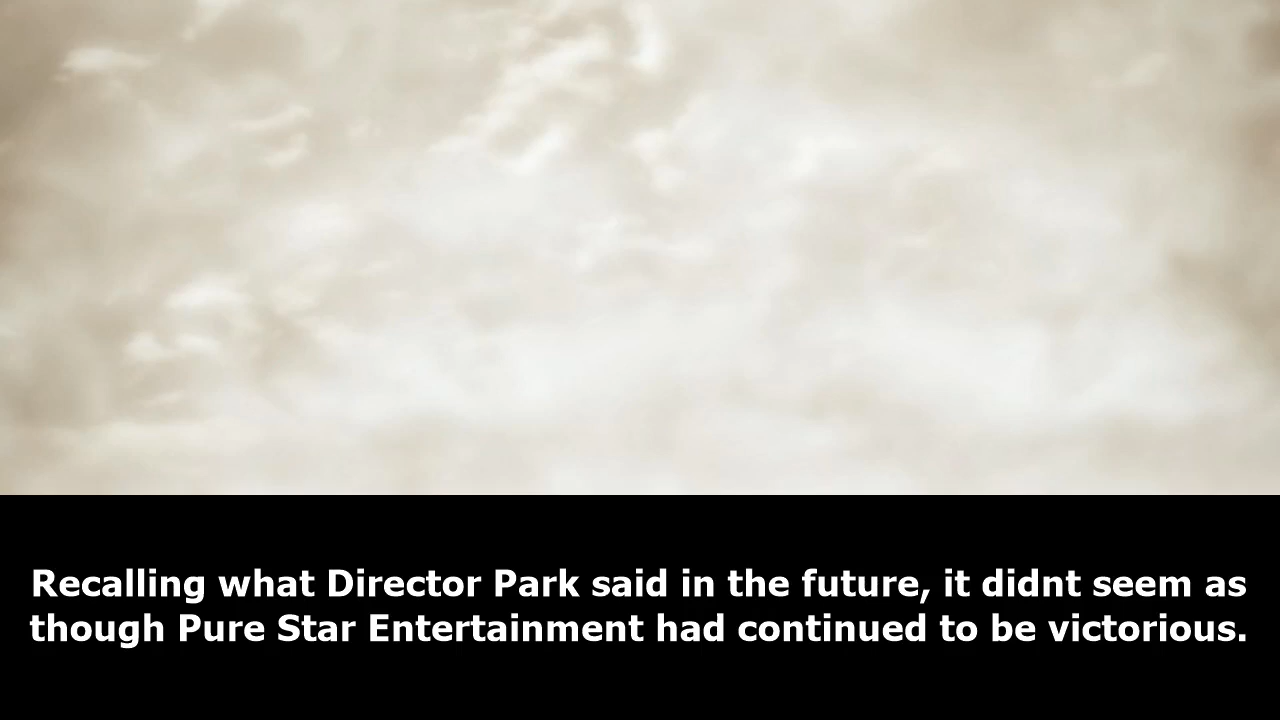 Recalling what Director Park said in the future, it didnt seem as
though Pure Star Entertainment had continued to be victorious.